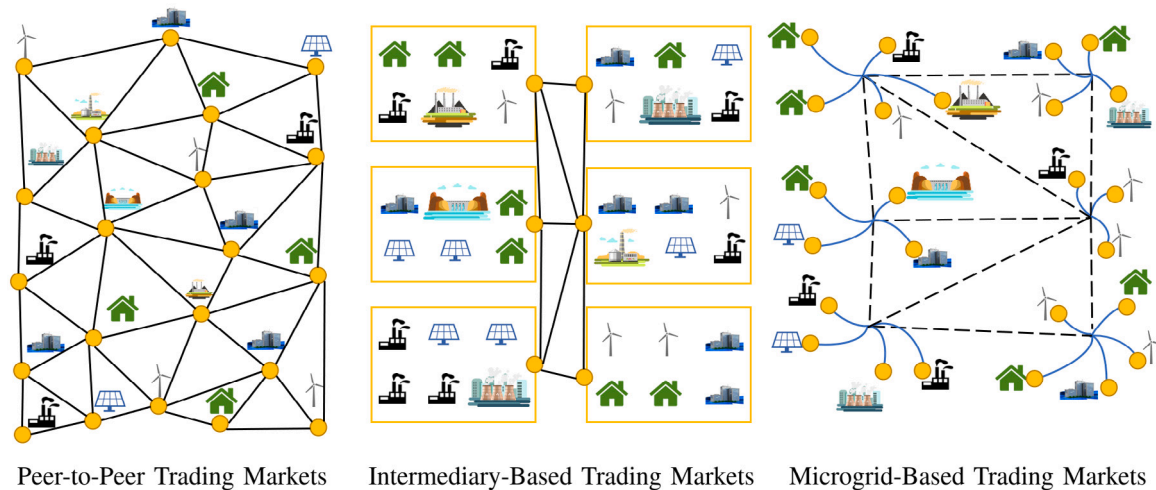 Peer-to-Peer Trading Markets
Intermediary-Based Trading Markets
Microgrid-Based Trading Markets